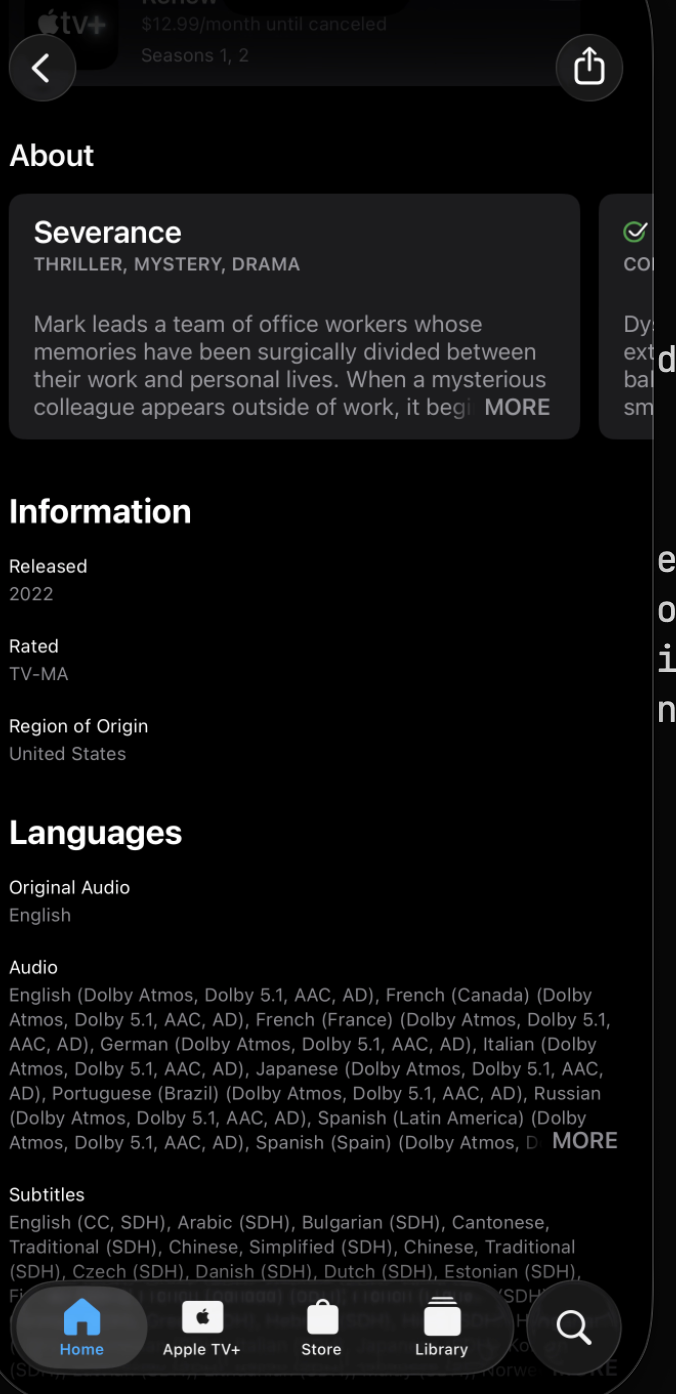 tv+
Renew
$12.99/month until canceled
Seasons 1, 2
About
Severance
THRILLER, MYSTERY, DRAMA
Mark leads a team of office workers whose
memories have been surgically divided between
their work and personal lives. When a mysterious
colleague appears outside of work, it begi MORE
CO
Dy
ext
bal
sm
d
e
o
i
n
Information
Released
2022
Rated
TV-MA
Region of Origin
United States
Languages
Original Audio
English
Audio
English (Dolby Atmos, Dolby 5.1, AAC, AD), French (Canada) (Dolby
Atmos, Dolby 5.1, AAC, AD), French (France) (Dolby Atmos, Dolby 5.1,
AAC, AD), German (Dolby Atmos, Dolby 5.1, AAC, AD), Italian (Dolby
Atmos, Dolby 5.1, AAC, AD), Japanese (Dolby Atmos, Dolby 5.1, AAC,
AD), Portuguese (Brazil) (Dolby Atmos, Dolby 5.1, AAC, AD), Russian
(Dolby Atmos, Dolby 5.1, AAC, AD), Spanish (Latin America) (Dolby
Atmos, Dolby 5.1, AAC, AD), Spanish (Spain) (Dolby Atmos, D MORE
Subtitles
English (CC, SDH), Arabic (SDH), Bulgarian (SDH), Cantonese,
Traditional (SDH), Chinese, Simplified (SDH), Chinese, Traditional
(SDH), Czech (SDH), Danish (SDH), Dutch (SDH), Estonian (SDH),
Home
Apple TV+
Store
Library